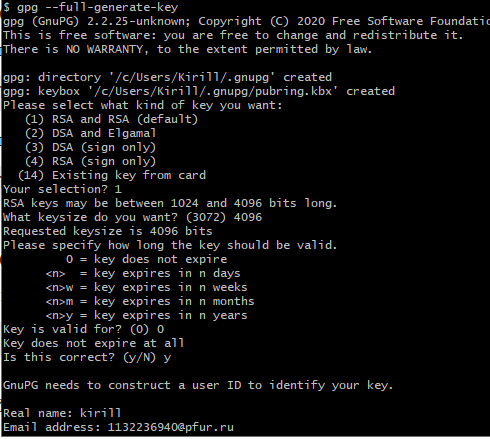 $ gpg --full-generate-key
gpg (GnuPG) 2.2.25-unknown; Copyright (C) 2020 Free Software Foundatio
This is free software: you are free to change and redistribute it.
There is NO WARRANTY, to the extent permitted by law.

gpg: directory '/c/Users/Kirill/.gnupg' created
gpg: keybox '/c/Users/Kirill/.gnupg/pubring.kbx' created
Please select what kind of key you want:
   (1) RSA and RSA (default)
   (2) DSA and Elgamal
   (3) DSA (sign only)
   (4) RSA (sign only)
  (14) Existing key from card
Your selection? 1
RSA keys may be between 1024 and 4096 bits long.
What keysize do you want? (3072) 4096
Requested keysize is 4096 bits
Please specify how long the key should be valid.
         0 = key does not expire
      <n>  = key expires in n days
      <n>w = key expires in n weeks
      <n>m = key expires in n months
      <n>y = key expires in n years
Key is valid for? (0) 0
Key does not expire at all
Is this correct? (y/N) y

GnuPG needs to construct a user ID to identify your key.

Real name: kirill
Email address: 1132236940@pfur.ru